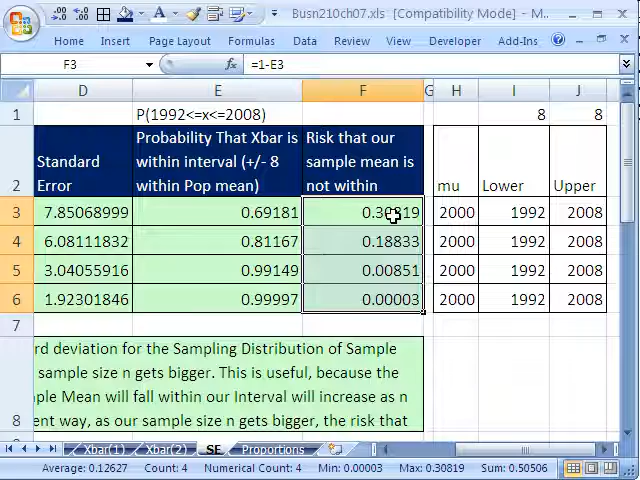 Busn210ch07.xls [Compatibility Mode] - M...
Home Insert Page Layout Formulas Data Review View Developer Add-Ins
F3 fx =1-E3
D E F G H I J
1 P(1992<=x<=2008) 8 8
Probability That Xbar is Risk that our
Standard within interval (+/- 8 sample mean is
2 Error within Pop mean) not within mu Lower Upper
3 7.85068999 0.69181 0.30819 2000 1992 2008
4 6.08111832 0.81167 0.18833 2000 1992 2008
5 3.04055916 0.99149 0.00851 2000 1992 2008
6 1.92301846 0.99997 0.00003 2000 1992 2008
7
rd deviation for the Sampling Distribution of Sample
sample size n gets bigger. This is useful, because the
ple Mean will fall within our Interval will increase as n
8 ent way, as our sample size n gets bigger, the risk that
Xbar(1) Xbar(2) SE Proportions
Average: 0.12627 Count: 4 Numerical Count: 4 Min: 0.00003 Max: 0.30819 Sum: 0.50506